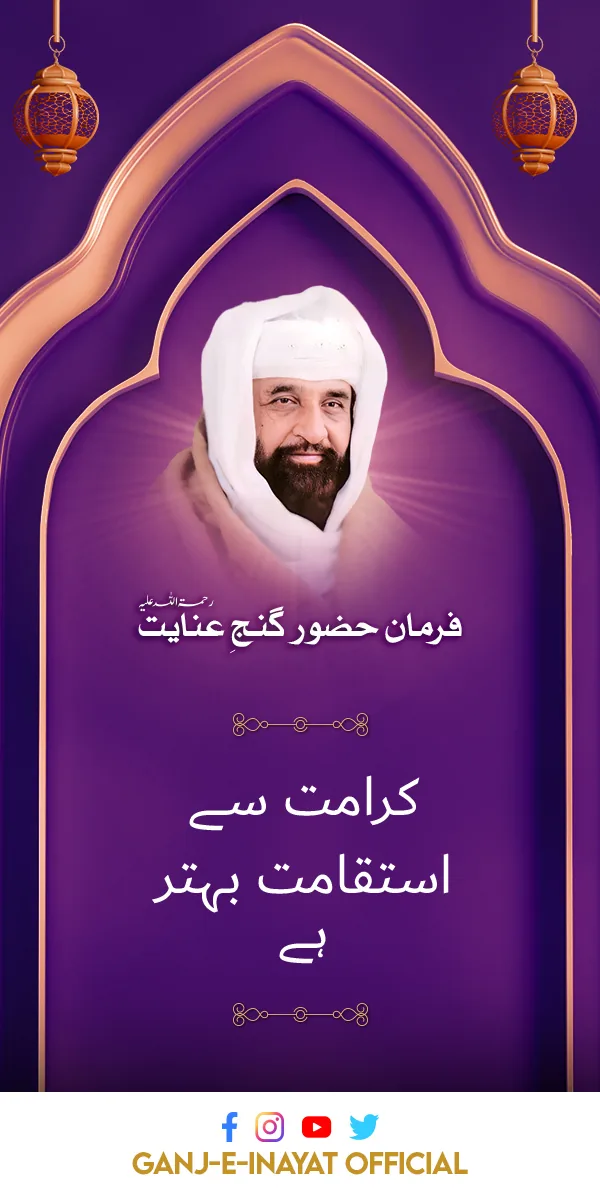 رحمۃ اللہ علیہ
فرمان حضور گنجِ عنایت
کرامت سے
استقامت بہتر
ہے
GANJ-E-INAYAT OFFICIAL